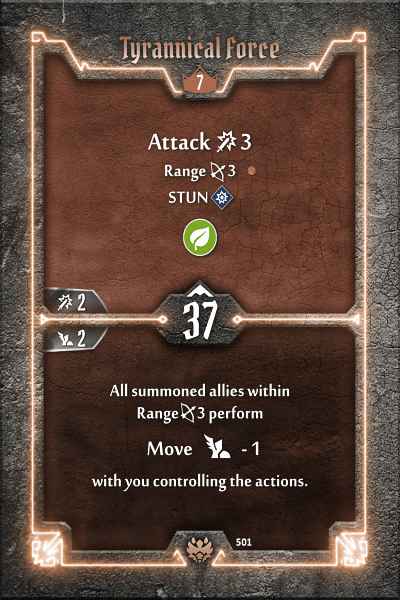 Tyrannical Force
7
Attack 3
Range 3
STUN
2
37
2
All summoned allies within
Range 3 perform
Move - 1
with you controlling the actions.
501